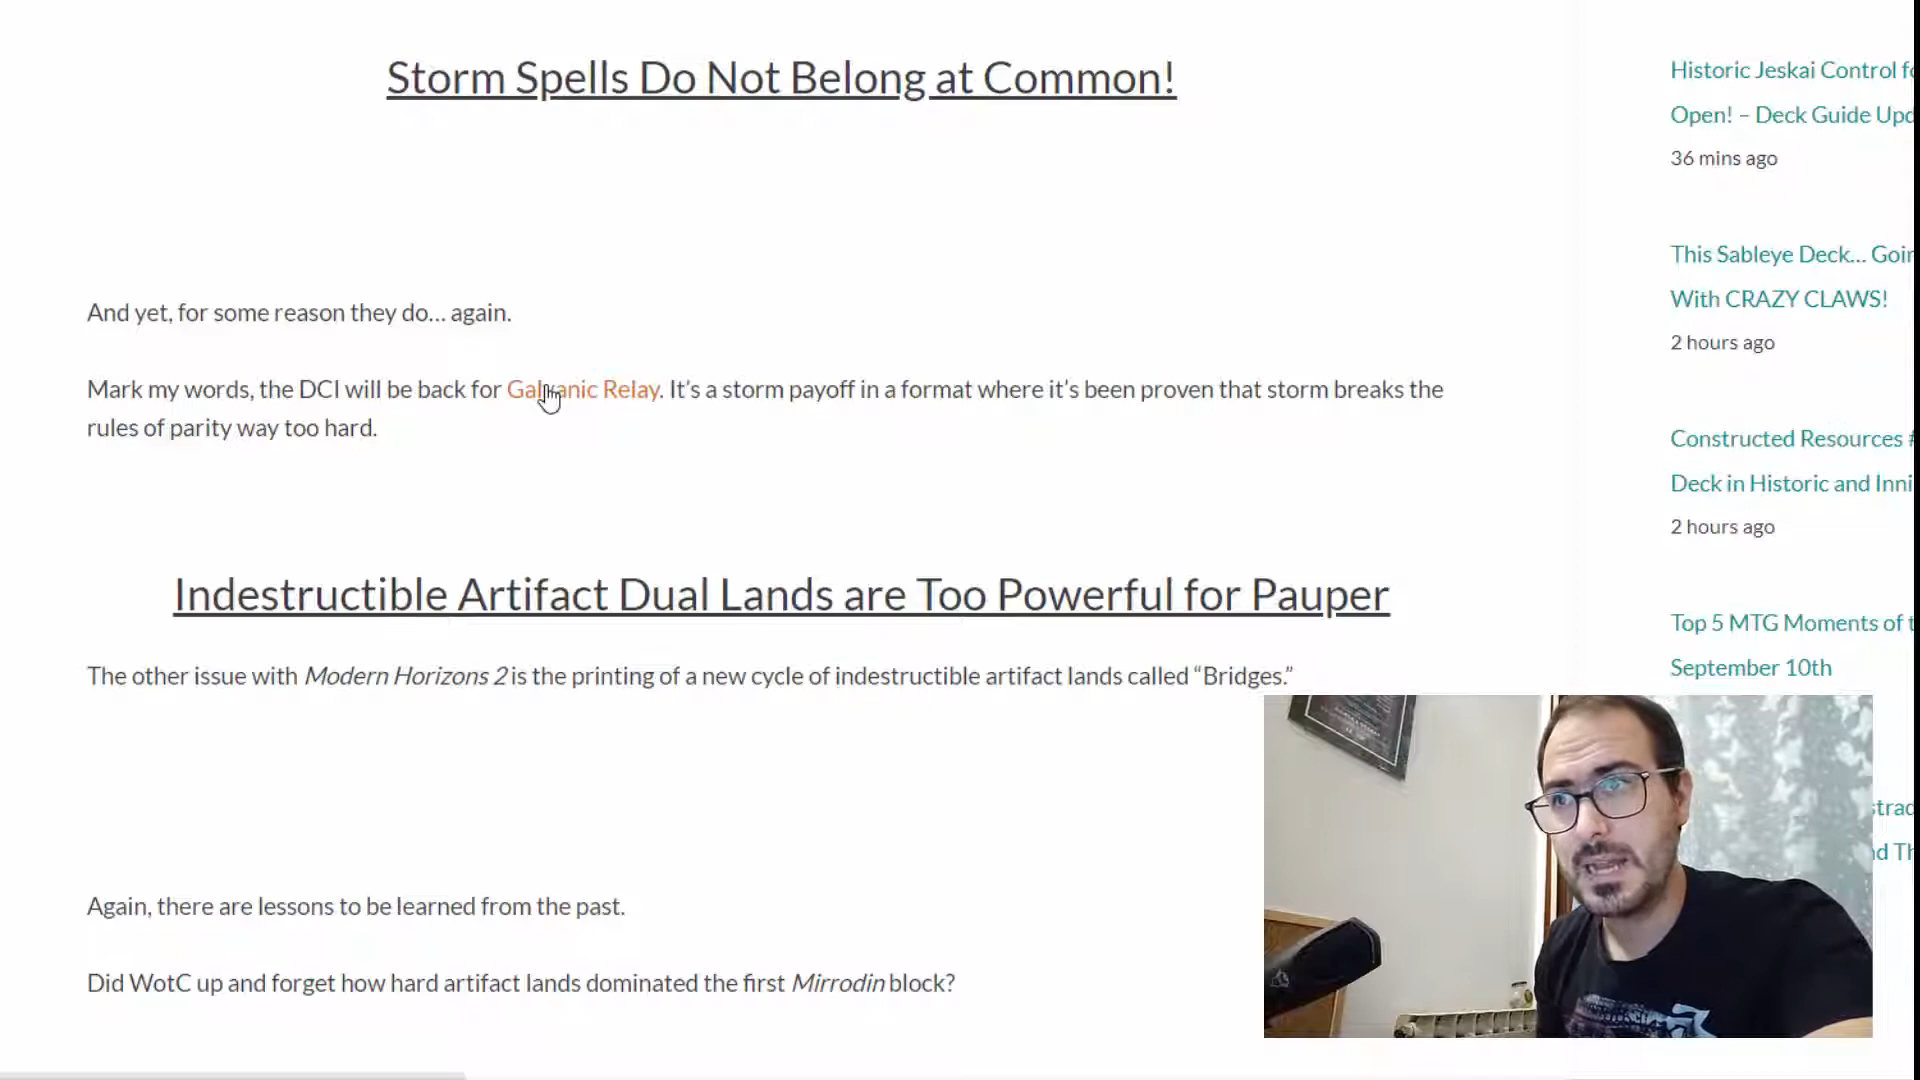 Storm Spells Do Not Belong at Common!
And yet, for some reason they do… again.
Mark my words, the DCI will be back for Galvanic Relay. It’s a storm payoff in a format where it’s been proven that storm breaks the
rules of parity way too hard.
Indestructible Artifact Dual Lands are Too Powerful for Pauper
The other issue with Modern Horizons 2 is the printing of a new cycle of indestructible artifact lands called “Bridges.”
Again, there are lessons to be learned from the past.
Did WotC up and forget how hard artifact lands dominated the first Mirrodin block?
Historic Jeskai Control fo
Open! – Deck Guide Upd
36 mins ago
This Sableye Deck… Goin
With CRAZY CLAWS!
2 hours ago
Constructed Resources #
Deck in Historic and Inni
2 hours ago
Top 5 MTG Moments of t
September 10th
strad
nd Th